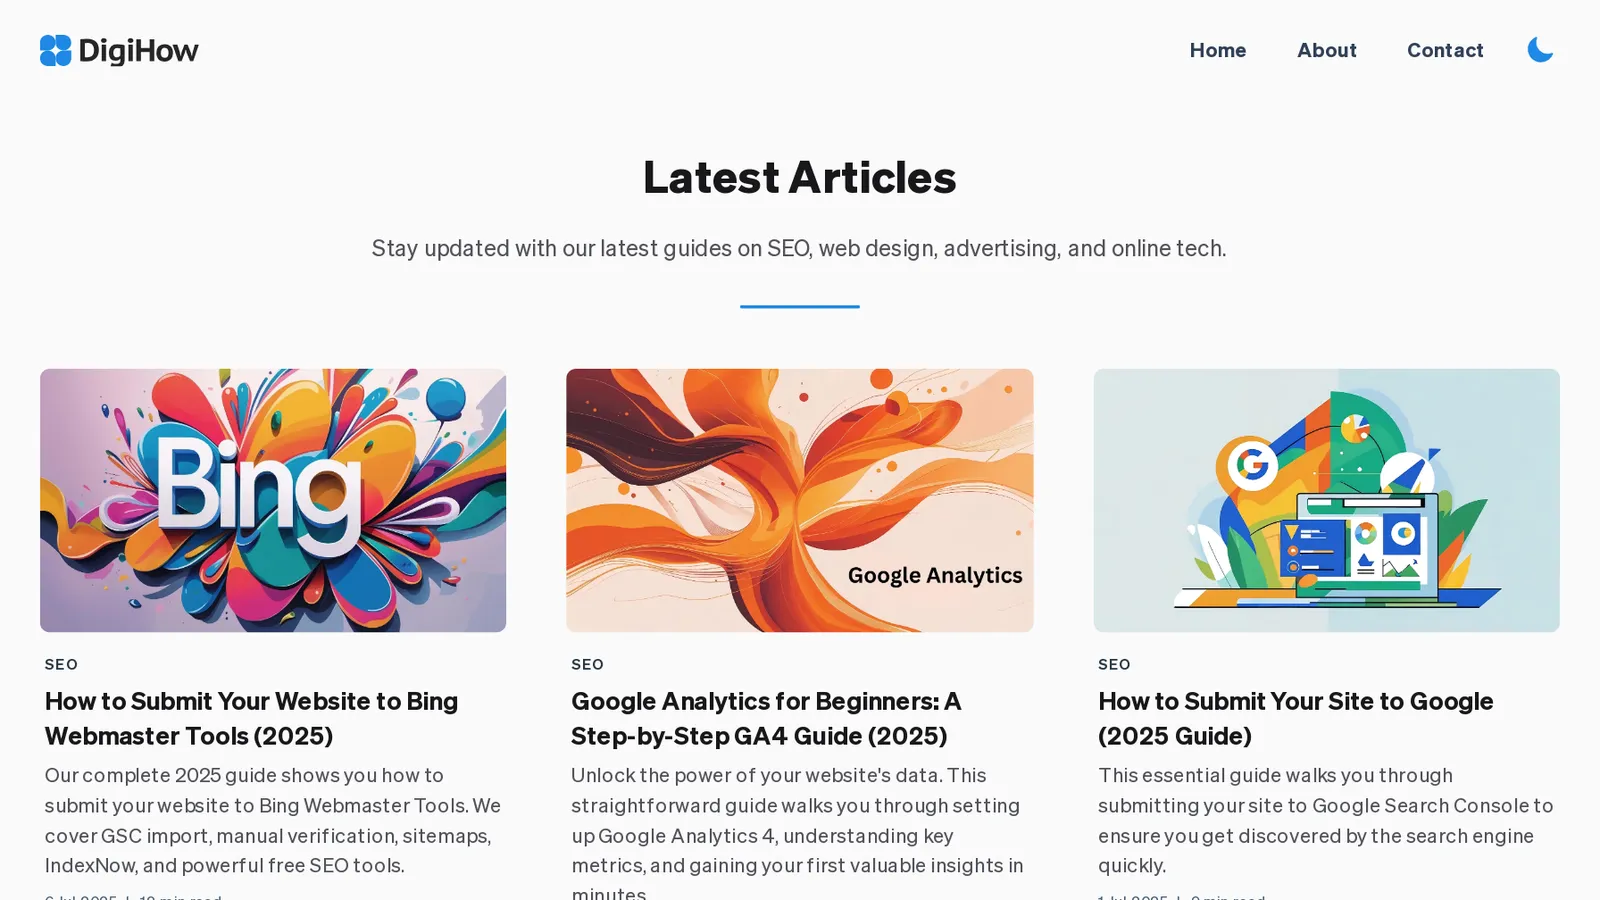 DigiHow
Home
About
Contact
Latest Articles
Stay updated with our latest guides on SEO, web design, advertising, and online tech.
Bing
SEO
How to Submit Your Website to Bing
Webmaster Tools (2025)
Our complete 2025 guide shows you how to
submit your website to Bing Webmaster Tools. We
cover GSC import, manual verification, sitemaps,
IndexNow, and powerful free SEO tools.
Google Analytics
SEO
Google Analytics for Beginners: A
Step-by-Step GA4 Guide (2025)
Unlock the power of your website's data. This
straightforward guide walks you through setting
up Google Analytics 4, understanding key
metrics, and gaining your first valuable insights in
minutes.
G
SEO
How to Submit Your Site to Google
(2025 Guide)
This essential guide walks you through
submitting your site to Google Search Console to
ensure you get discovered by the search engine
quickly.